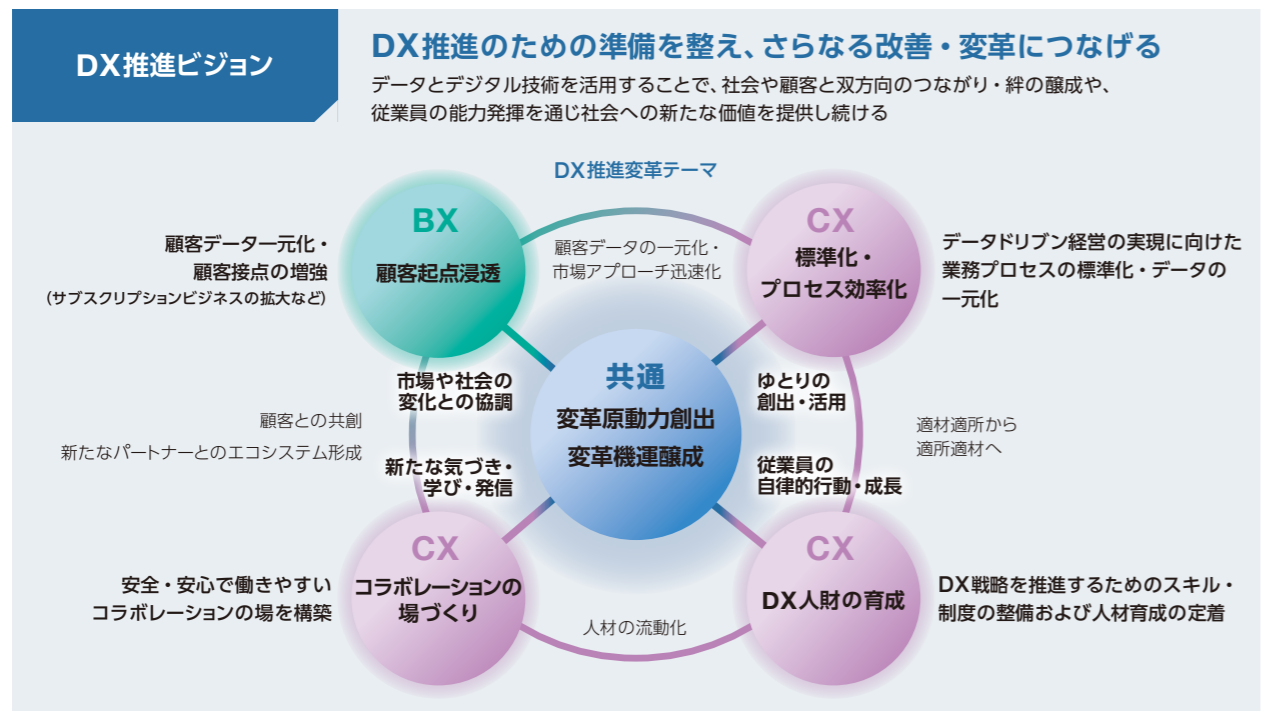 DX推進ビジョン
DX推進のための準備を整え、さらなる改善・変革につなげる
データとデジタル技術を活用することで、社会や顧客と双方向のつながり・絆の醸成や、
従業員の能力発揮を通じ社会への新たな価値を提供し続ける
DX推進変革テーマ
顧客データ一元化・
顧客接点の増強
（サブスクリプションビジネスの拡大など）
BX
顧客起点浸透
顧客データの一元化・
市場アプローチ迅速化
CX
標準化・
プロセス効率化
データドリブン経営の実現に向けた
業務プロセスの標準化・データの
一元化
市場や社会の
変化との協調
共通
変革原動力創出
変革機運醸成
ゆとりの
創出・活用
顧客との共創
新たなパートナーとのエコシステム形成
適材適所から
適所適材へ
新たな気づき・
学び・発信
従業員の
自律的行動・成長
安全・安心で働きやすい
コラボレーションの場を構築
CX
コラボレーションの
場づくり
人材の流動化
CX
DX人財の育成
DX戦略を推進するためのスキル・
制度の整備および人材育成の定着